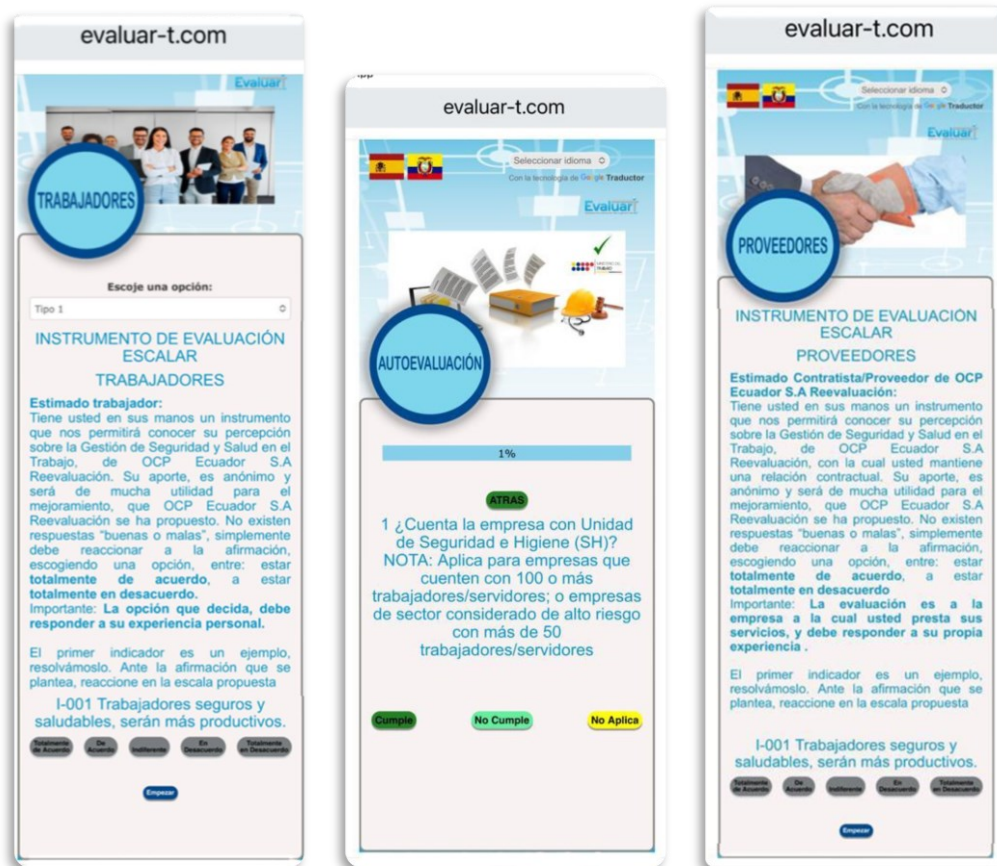 evaluar-t.com
Evaluar
TRABAJADORES
Escoje una opción:
Tipo 1
INSTRUMENTO DE EVALUACIÓN
ESCALAR
TRABAJADORES
Estimado trabajador:
Tiene usted en sus manos un instrumento
que nos permitirá conocer su percepción
sobre la Gestión de Seguridad y Salud en el
Trabajo, de OCP Ecuador S.A
Reevaluación. Su aporte, es anónimo y
será de mucha utilidad para el
mejoramiento, que OCP Ecuador S.A
Reevaluación se ha propuesto. No existen
respuestas “buenas o malas”, simplemente
debe reaccionar a la afirmación,
escogiendo una opción, entre: estar
totalmente de acuerdo, a estar
totalmente en desacuerdo.
Importante: La opción que decida, debe
responder a su experiencia personal.
El primer indicador es un ejemplo,
resolvámoslo. Ante la afirmación que se
plantea, reaccione en la escala propuesta
I-001 Trabajadores seguros y
saludables, serán más productivos.
Totalmente
de Acuerdo
De
Acuerdo
Indiferente
En
Desacuerdo
Totalmente
en Desacuerdo
Empezar
evaluar-t.com
Seleccionar idioma
Con la tecnología de Google Traductor
Evaluar
AUTOEVALUACIÓN
1%
ATRAS
1 ¿Cuenta la empresa con Unidad
de Seguridad e Higiene (SH)?
NOTA: Aplica para empresas que
cuenten con 100 o más
trabajadores/servidores; o empresas
de sector considerado de alto riesgo
con más de 50
trabajadores/servidores
Cumple
No Cumple
No Aplica
evaluar-t.com
Seleccionar idioma
Con la tecnología de Google Traductor
Evaluar
PROVEEDORES
INSTRUMENTO DE EVALUACIÓN
ESCALAR
PROVEEDORES
Estimado Contratista/Proveedor de OCP
Ecuador S.A Reevaluación:
Tiene usted en sus manos un instrumento
que nos permitirá conocer su percepción
sobre la Gestión de Seguridad y Salud en el
Trabajo, de OCP Ecuador S.A
Reevaluación, con la cual usted mantiene
una relación contractual. Su aporte, es
anónimo y será de mucha utilidad para el
mejoramiento, que OCP Ecuador S.A
Reevaluación se ha propuesto. No existen
respuestas “buenas o malas”, simplemente
debe reaccionar a la afirmación,
escogiendo una opción, entre: estar
totalmente de acuerdo, a estar
totalmente en desacuerdo
Importante: La evaluación es a la
empresa a la cual usted presta sus
servicios, y debe responder a su propia
experiencia .
El primer indicador es un ejemplo,
resolvámoslo. Ante la afirmación que se
plantea, reaccione en la escala propuesta
I-001 Trabajadores seguros y
saludables, serán más productivos.
Totalmente
de Acuerdo
De
Acuerdo
Indiferente
En
Desacuerdo
Totalmente
en Desacuerdo
Empezar